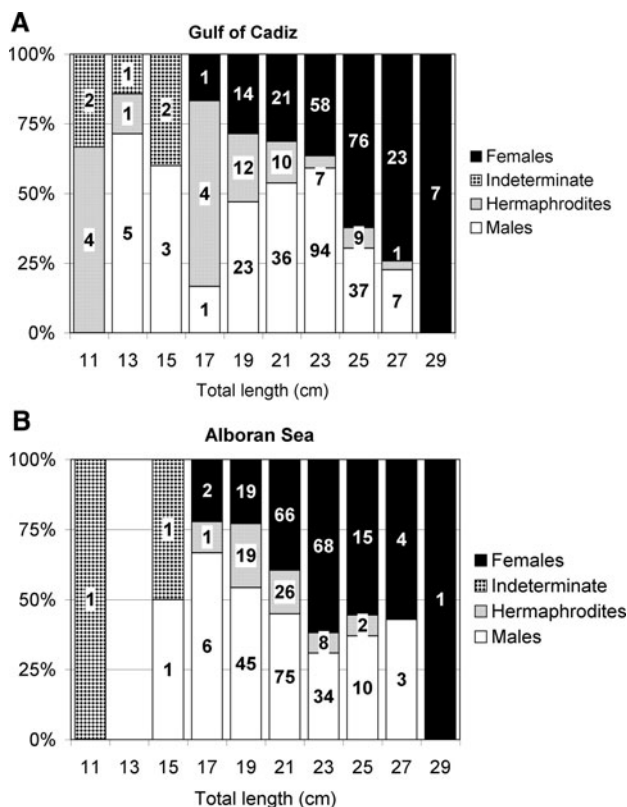 A
Gulf of Cadiz
100%
75%
50%
25%
0%
2 1 2 1 14 21 58 76 23 7
4 1 4 12 10 7 9 1
5 3 1 23 36 94 37 7
Females
Indeterminate
Hermaphrodites
Males
11 13 15 17 19 21 23 25 27 29
Total length (cm)
B
Alboran Sea
100%
75%
50%
25%
0%
1 1 2 19 66 68 15 4 1
1 19 26 8 2
1 6 45 75 34 10 3
Females
Indeterminate
Hermaphrodites
Males
11 13 15 17 19 21 23 25 27 29
Total length (cm)